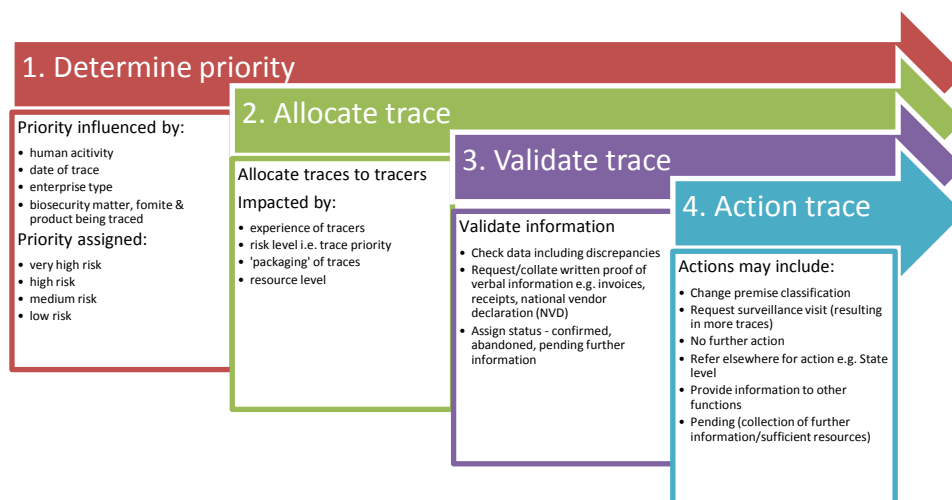 1. Determine priority
Priority influenced by:
• human acitivity
• date of trace
• enterprise type
• biosecurity matter, fomite &
product being traced
Priority assigned:
• very high risk
• high risk
• medium risk
• low risk
2. Allocate trace
Allocate traces to tracers
Impacted by:
• experience of tracers
• risk level i.e. trace priority
• 'packaging' of traces
• resource level
3. Validate trace
Validate information
• Check data including discrepancies
• Request/collate written proof of
verbal information e.g. invoices,
receipts, national vendor
declaration (NVD)
• Assign status - confirmed,
abandoned, pending further
information
4. Action trace
Actions may include:
• Change premise classification
• Request surveillance visit (resulting
in more traces)
• No further action
• Refer elsewhere for action e.g. State
level
• Provide information to other
functions
• Pending (collection of further
information/sufficient resources)